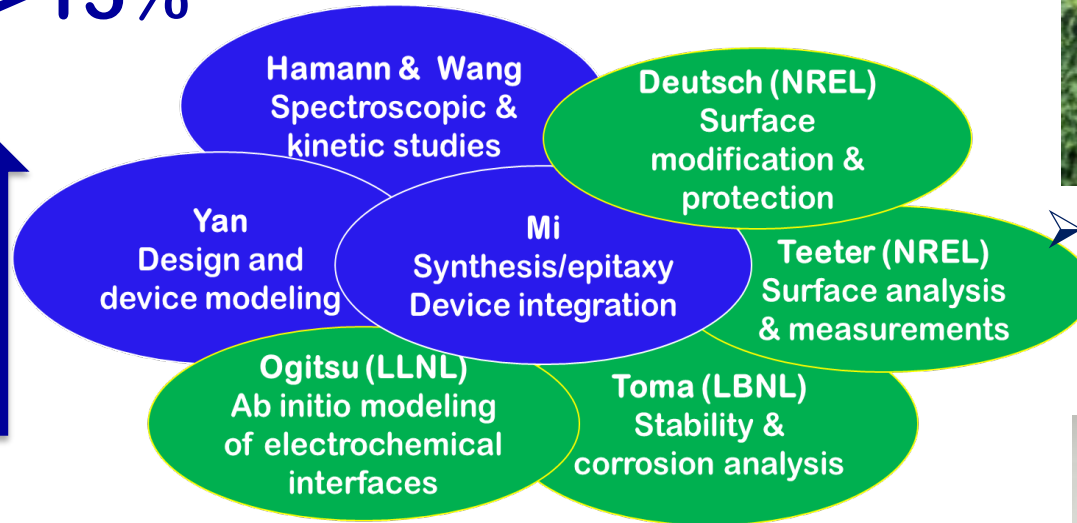 >15%
Hamann & Wang
Spectroscopic &
kinetic studies
Deutsch (NREL)
Surface
modification &
protection
Yan
Design and
device modeling
Mi
Synthesis/epitaxy
Device integration
Teeter (NREL)
Surface analysis
& measurements
Ogitsu (LLNL)
Ab initio modeling
of electrochemical
interfaces
Toma (LBNL)
Stability &
corrosion analysis